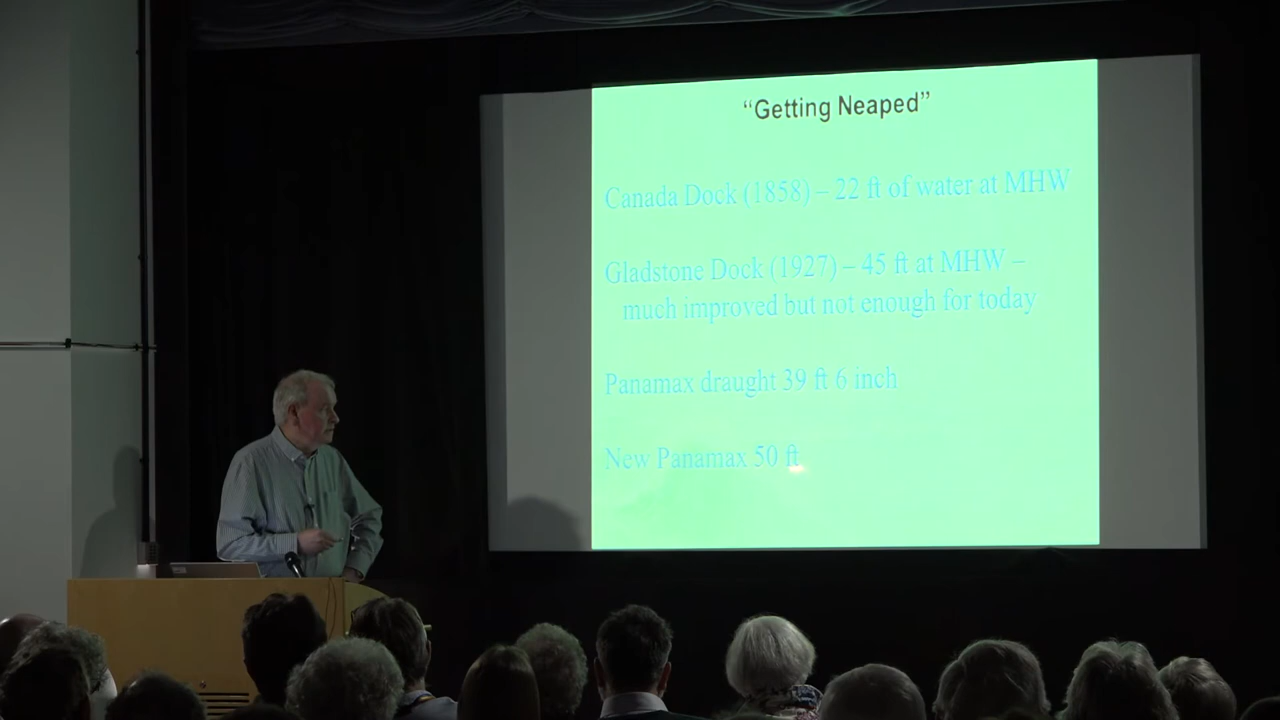 “Getting Neaped”
Canada Dock (1858) – 22 ft of water at MHW
Gladstone Dock (1927) – 45 ft at MHW –
much improved but not enough for today
Panamax draught 39 ft 6 inch
New Panamax 50 ft